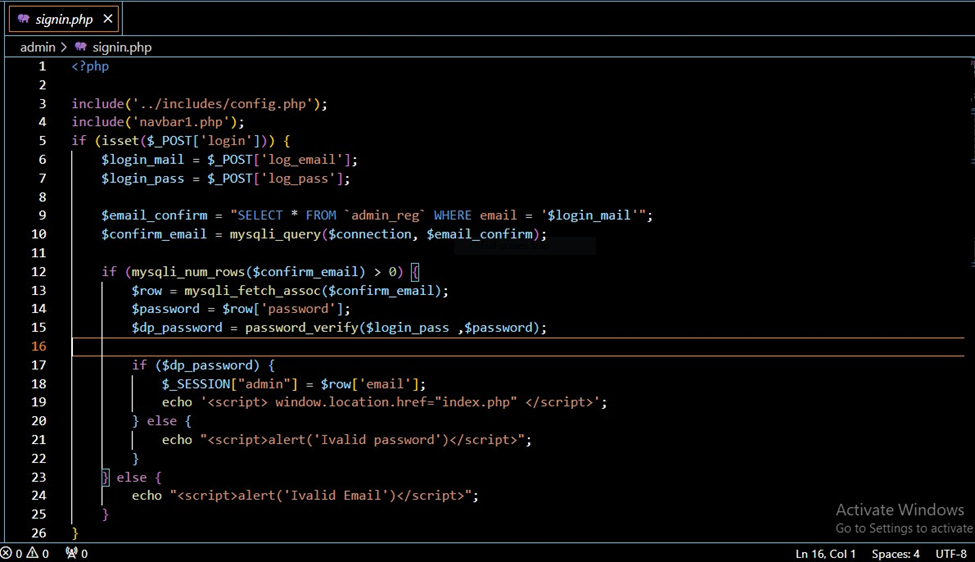 signin.php ×
admin > signin.php
1 <?php
2
3 include('../includes/config.php');
4 include('navbar1.php');
5 if (isset($_POST['login'])) {
6     $login_mail = $_POST['log_email'];
7     $login_pass = $_POST['log_pass'];
8
9     $email_confirm = "SELECT * FROM `admin_reg` WHERE email = '$login_mail'";
10     $confirm_email = mysqli_query($connection, $email_confirm);
11
12     if (mysqli_num_rows($confirm_email) > 0) {
13         $row = mysqli_fetch_assoc($confirm_email);
14         $password = $row['password'];
15         $dp_password = password_verify($login_pass ,$password);
16
17         if ($dp_password) {
18             $_SESSION["admin"] = $row['email'];
19             echo '<script> window.location.href="index.php" </script>';
20         } else {
21             echo "<script>alert('Ivalid password')</script>";
22         }
23     } else {
24         echo "<script>alert('Ivalid Email')</script>";
25     }
26 }
Activate Windows
Go to Settings to activate
0 0 0 Ln 16, Col 1 Spaces: 4 UTF-8